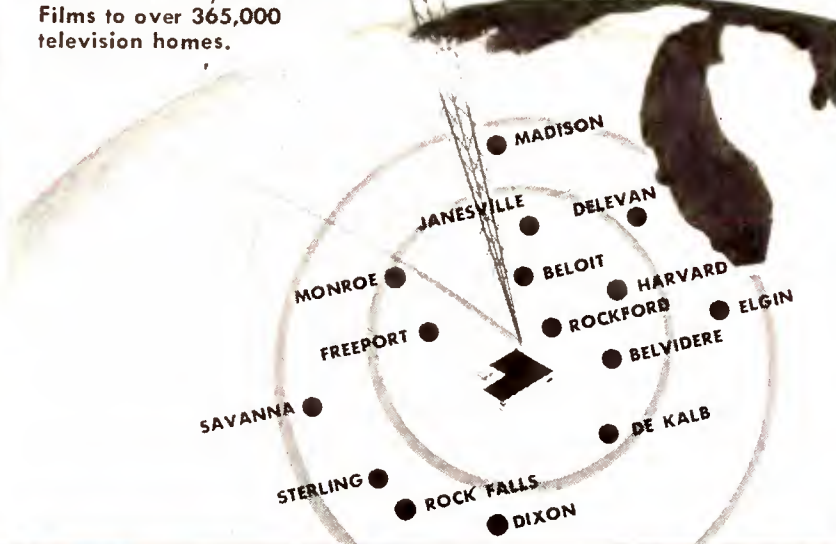 Films to over 365,000
television homes.
MADISON
JANESVILLE
DELEVAN
MONROE
BELOIT
HARVARD
ELGIN
FREEPORT
ROCKFORD
BELVIDERE
SAVANNA
DE KALB
STERLING
ROCK FALLS
DIXON